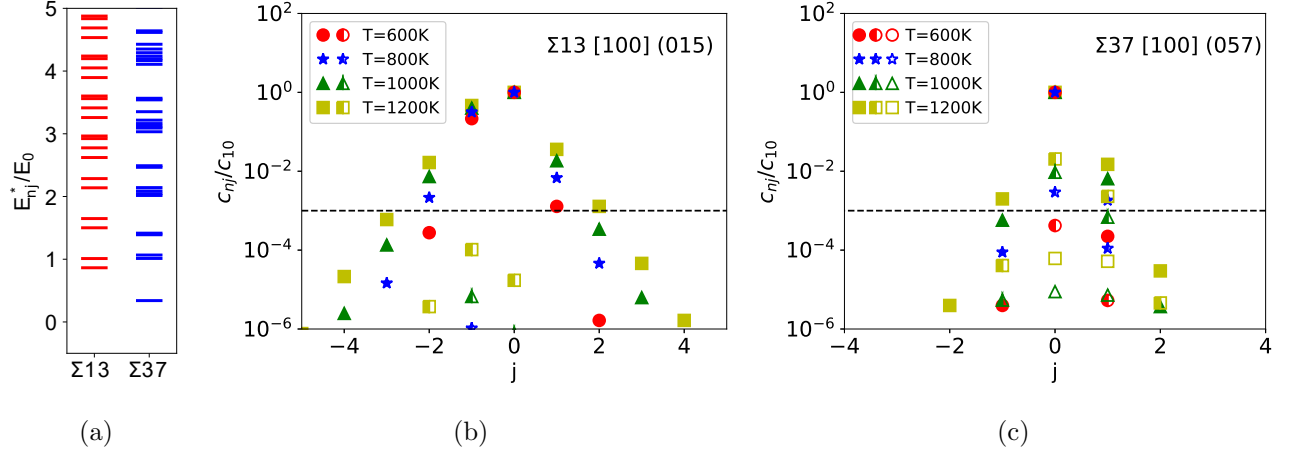 E*nj/E0
5
4
3
2
1
0
Σ13 Σ37
(a)
cnj/c10
10^2
10^0
10^−2
10^−4
10^−6
T=600K
T=800K
T=1000K
T=1200K
Σ13 [100] (015)
−4 −2 0 2 4
j
(b)
cnj/c10
10^2
10^0
10^−2
10^−4
10^−6
T=600K
T=800K
T=1000K
T=1200K
Σ37 [100] (057)
−4 −2 0 2 4
j
(c)